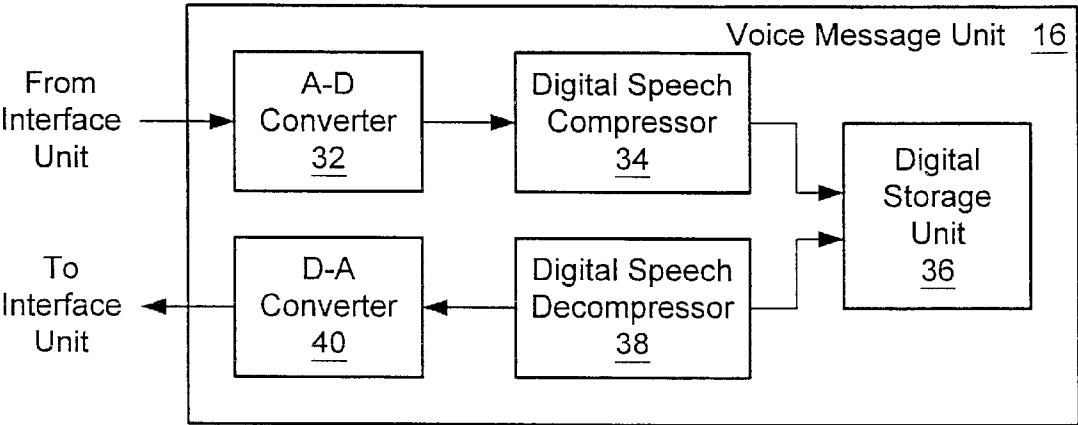 Voice Message Unit 16
From
Interface
Unit
A-D
Converter
32
Digital Speech
Compressor
34
Digital
Storage
Unit
36
To
Interface
Unit
D-A
Converter
40
Digital Speech
Decompressor
38